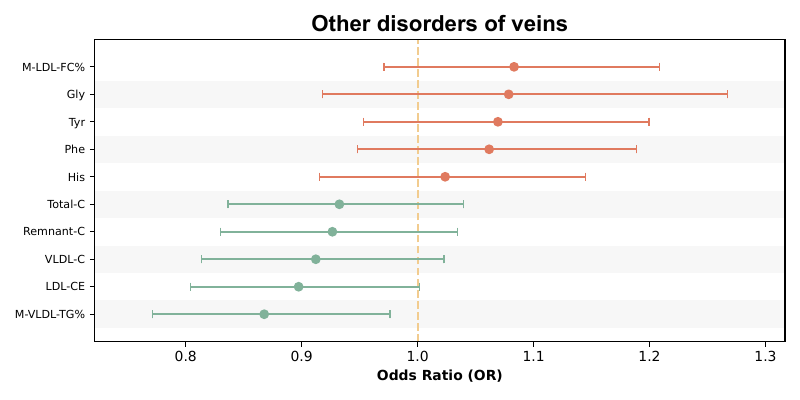 Other disorders of veins
M-LDL-FC%
Gly
Tyr
Phe
His
Total-C
Remnant-C
VLDL-C
LDL-CE
M-VLDL-TG%
0.8 0.9 1.0 1.1 1.2 1.3
Odds Ratio (OR)